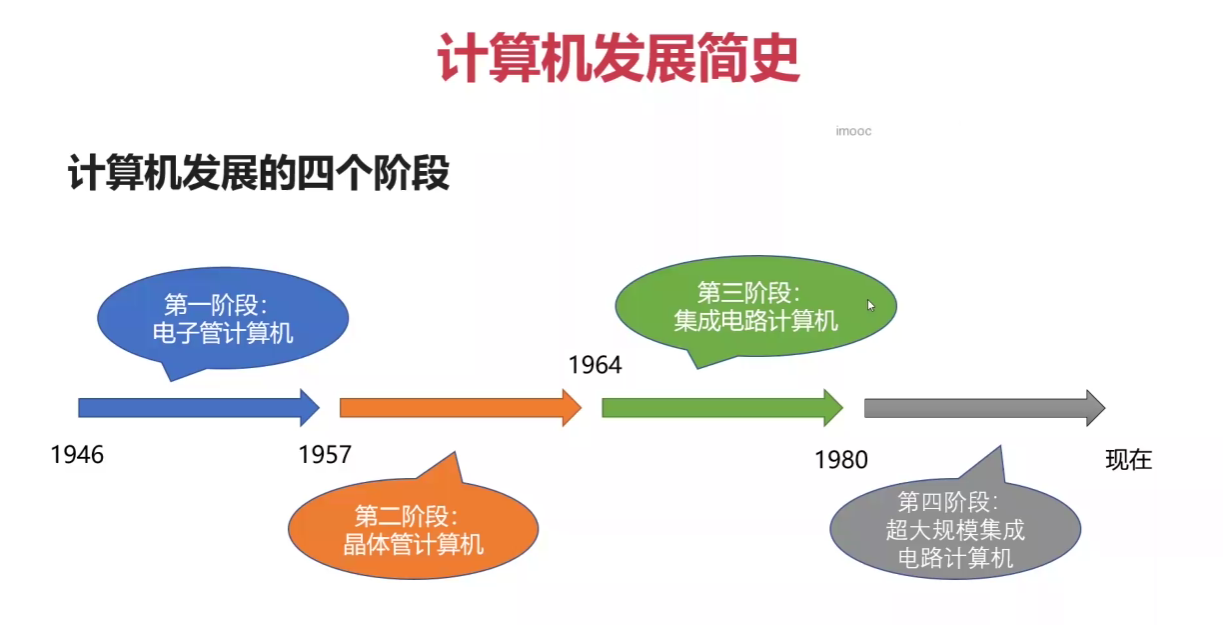 计算机发展简史
imooc
计算机发展的四个阶段
第一阶段：
电子管计算机
第三阶段：
集成电路计算机
1964
1946
1957
1980
现在
第二阶段：
晶体管计算机
第四阶段：
超大规模集成
电路计算机